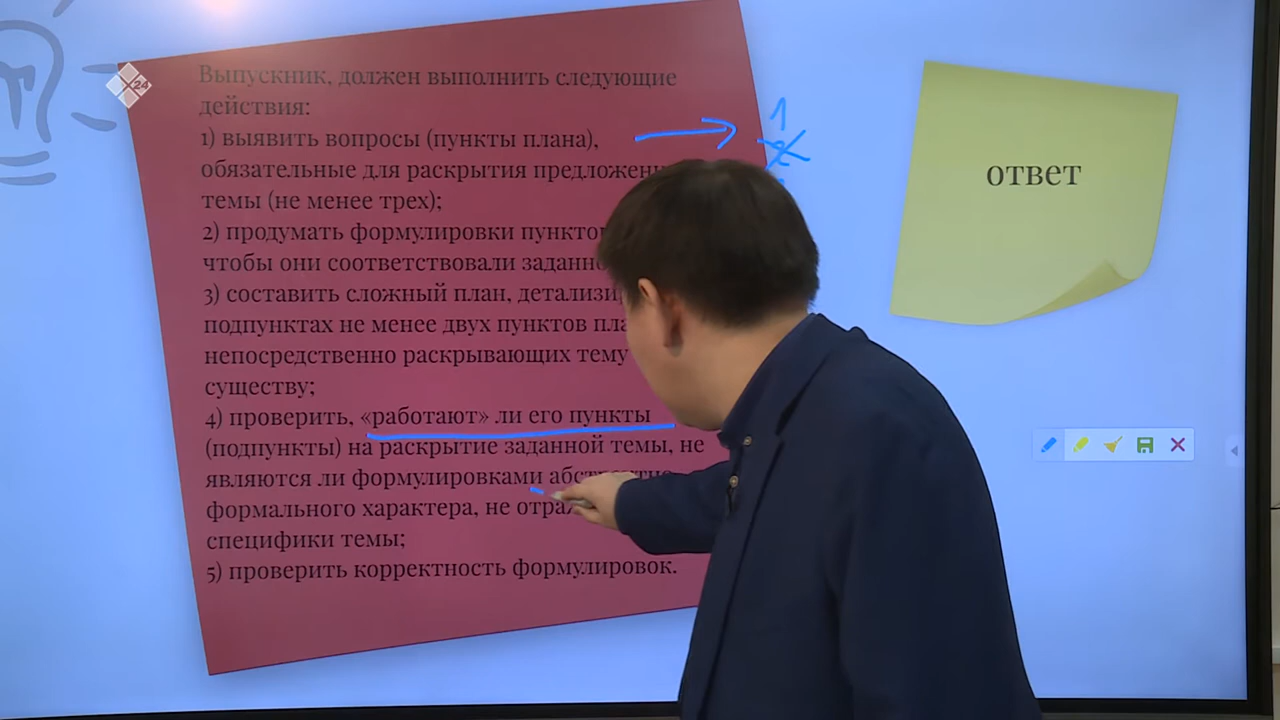 Выпускник, должен выполнить следующие
действия:
1) выявить вопросы (пункты плана),
обязательные для раскрытия
темы (не менее трех);
2) продумать формулировки
чтобы они соответствовали
3) составить сложный план,
подпунктах не менее двух пунктов
непосредственно раскрывающих тему
существу;
4) проверить, «работают» ли его пункты
(подпункты) на раскрытие заданной темы, не
являются ли формулировками
формального характера, не
специфики темы;
5) проверить корректность формулировок.
ответ
24